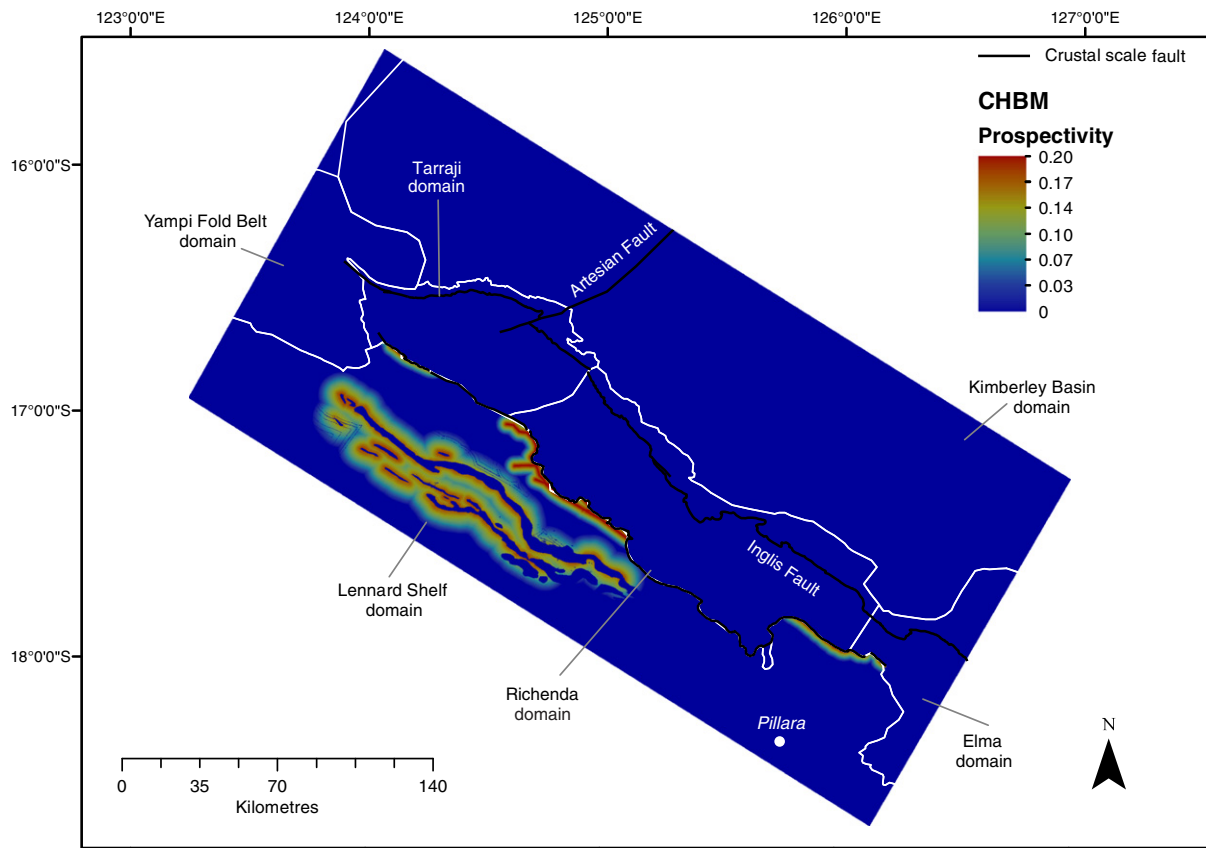 123°0'0"E
124°0'0"E
125°0'0"E
126°0'0"E
127°0'0"E
Crustal scale fault
CHBM
Prospectivity
0.20
0.17
0.14
0.10
0.07
0.03
0
16°0'0"S
17°0'0"S
18°0'0"S
Tarraji
domain
Yampi Fold Belt
domain
Artesian Fault
Kimberley Basin
domain
Inglis Fault
Lennard Shelf
domain
Richenda
domain
Pillara
Elma
domain
N
0 35 70 140
Kilometres